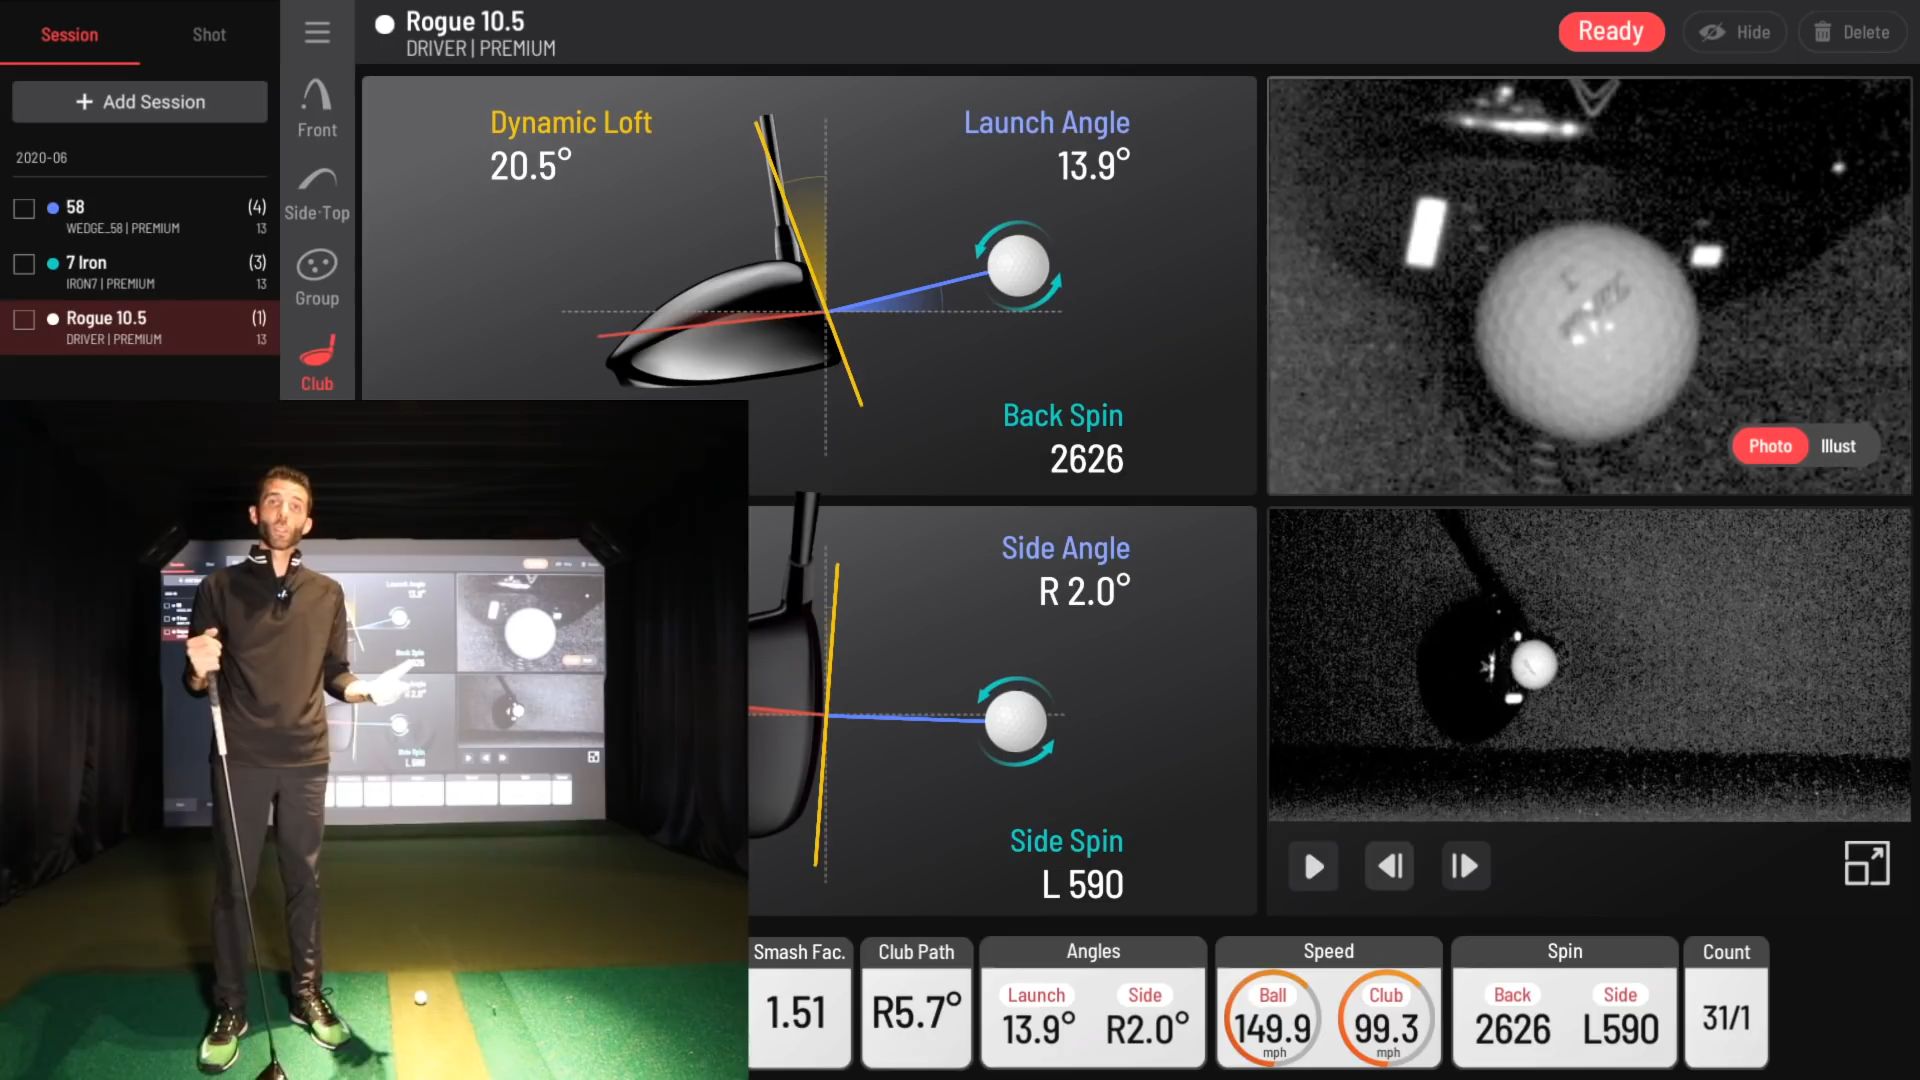 Session
Shot
+ Add Session
2020-06
58
(4)
WEDGE_58 | PREMIUM
13
7 Iron
(3)
IRON7 | PREMIUM
13
Rogue 10.5
(1)
DRIVER | PREMIUM
13
Front
Side·Top
Group
Club
Rogue 10.5
DRIVER | PREMIUM
Ready
Hide
Delete
Dynamic Loft
20.5°
Launch Angle
13.9°
Back Spin
2626
Photo
Illust
Side Angle
R 2.0°
Side Spin
L 590
Smash Fac.
1.51
Club Path
R5.7°
Angles
Launch
13.9°
Side
R2.0°
Speed
Ball
149.9
mph
Club
99.3
mph
Spin
Back
2626
Side
L590
Count
31/1